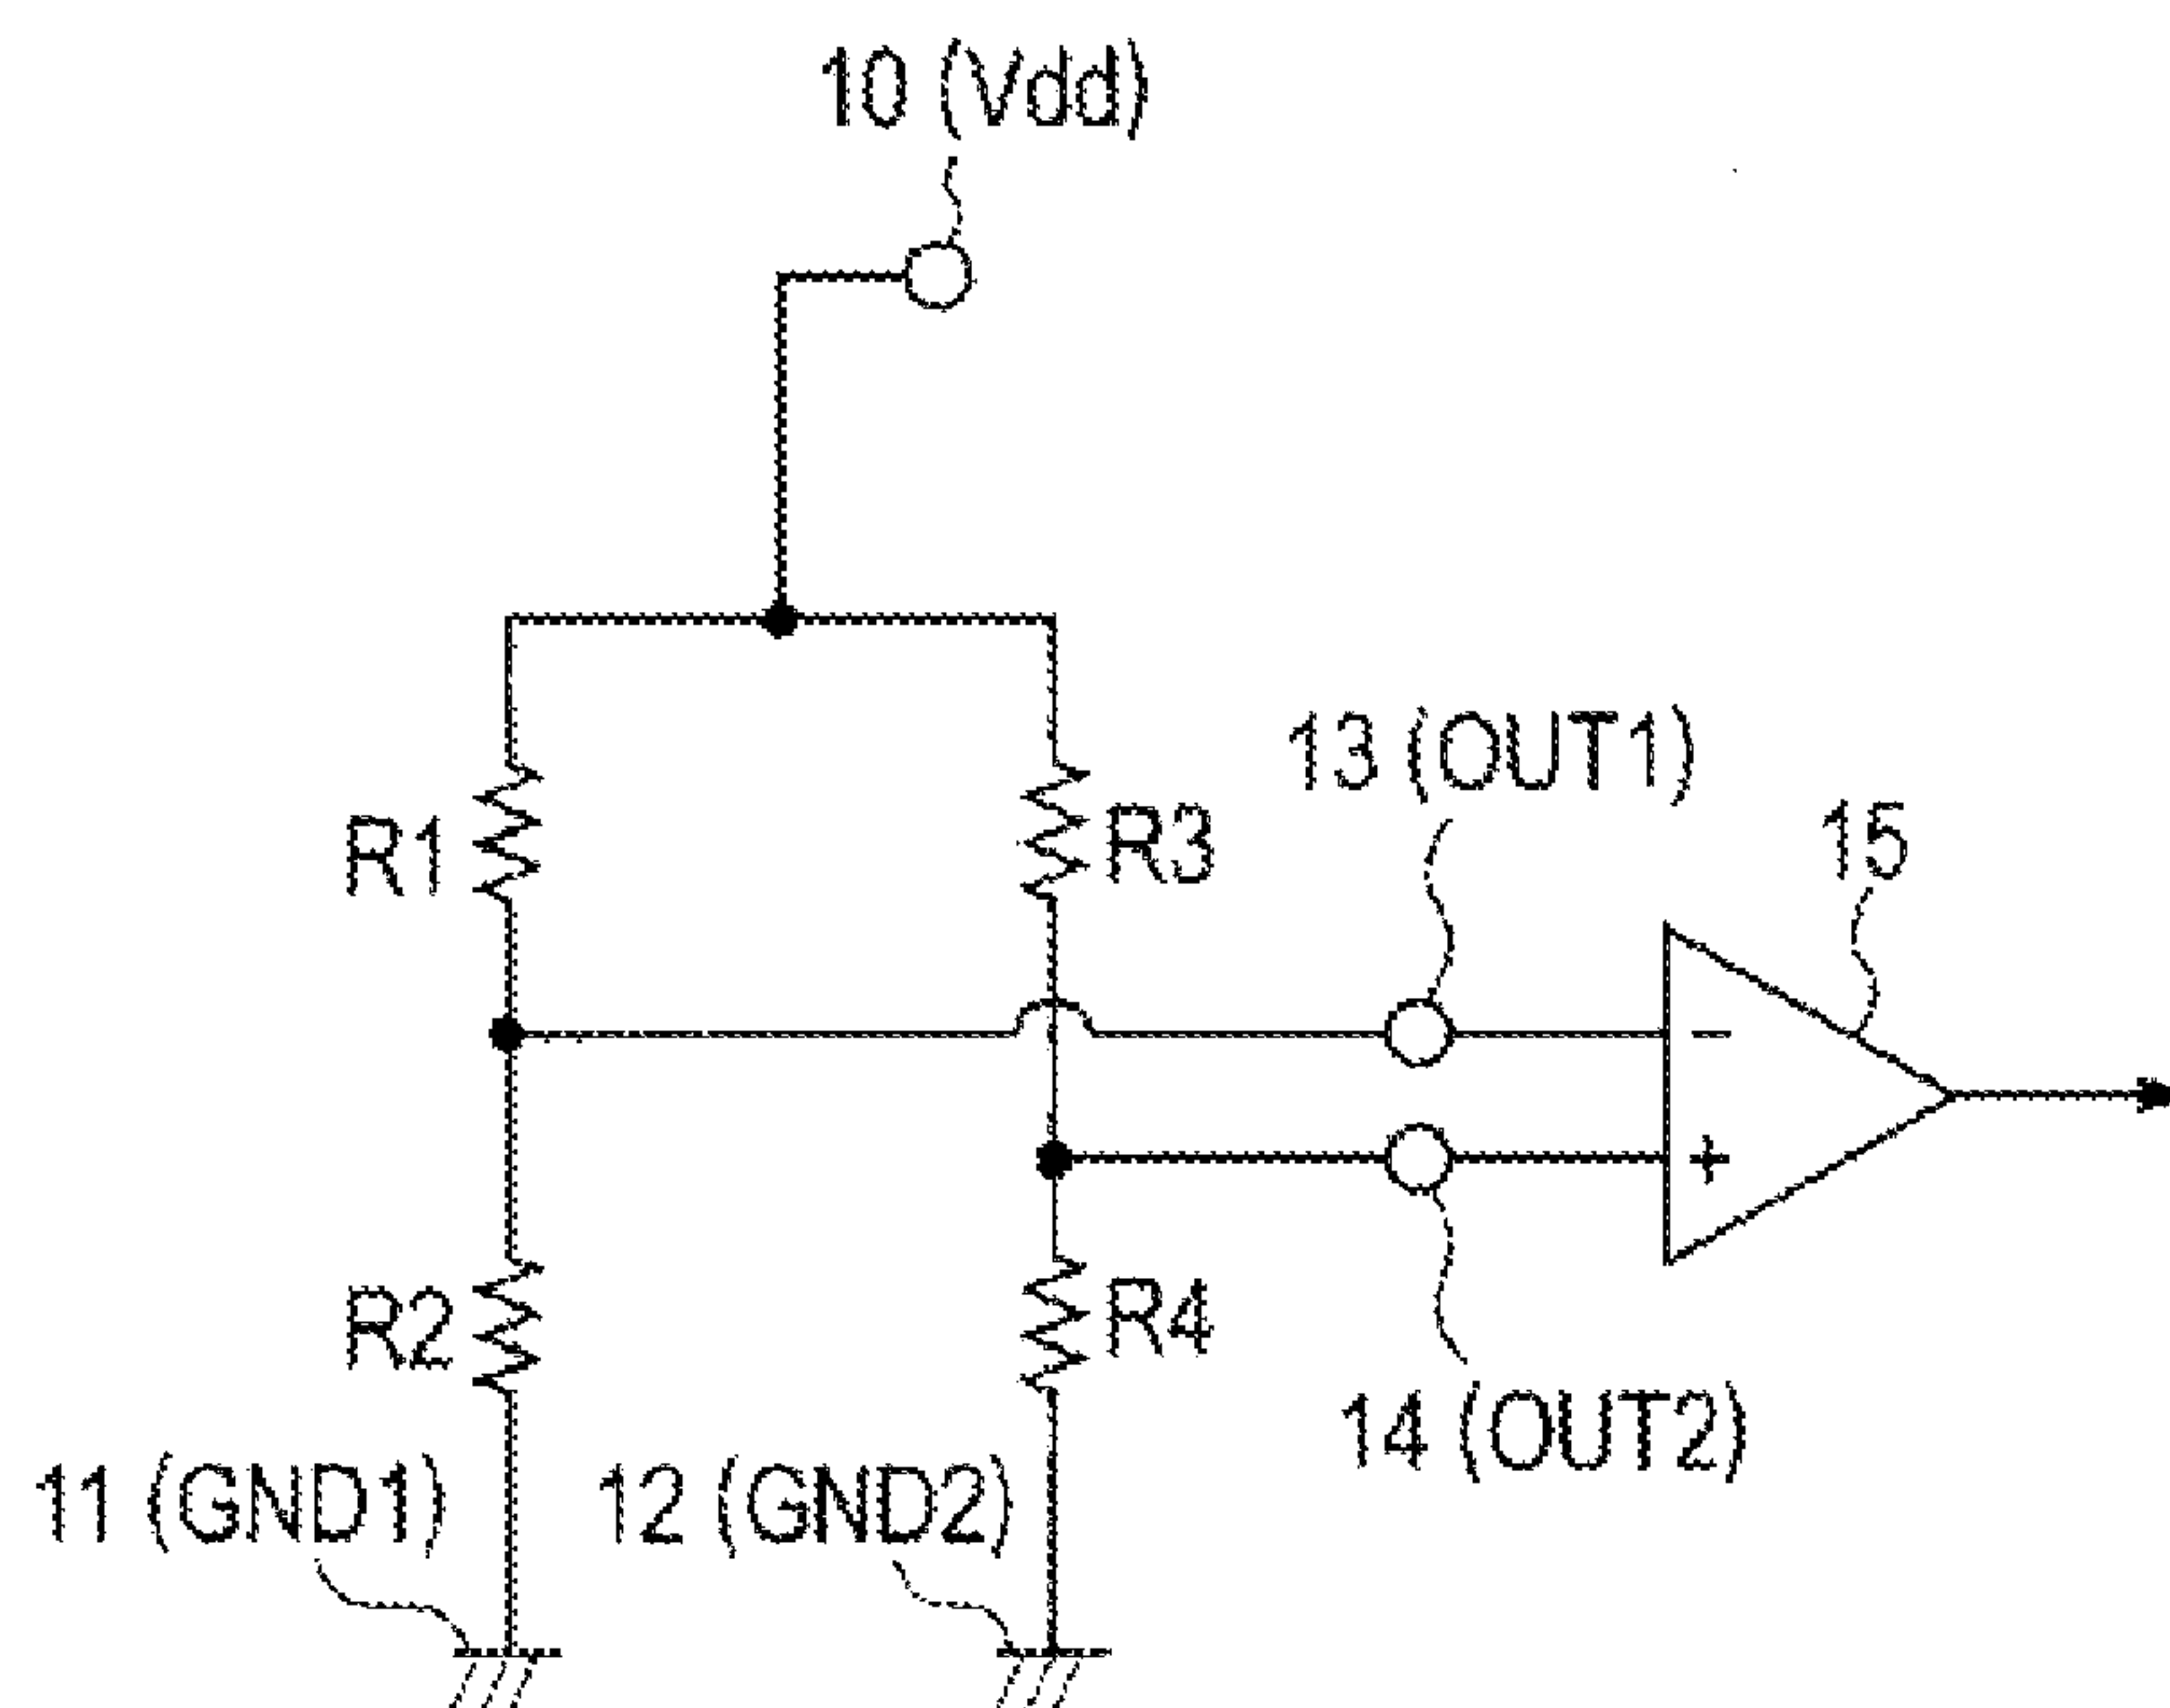 10 (Vdd)
13 (OUT1)
15
R1
R3
−
+
R2
R4
14 (OUT2)
11 (GND1)
12 (GND2)